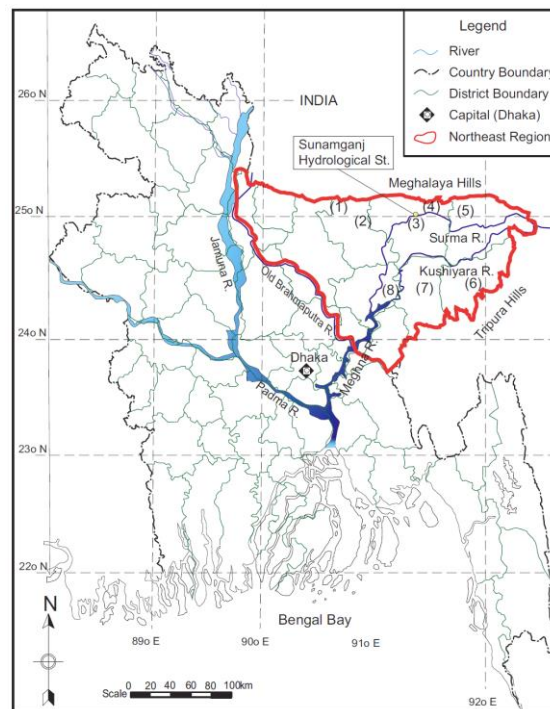 Legend
River
Country Boundary
District Boundary
Capital (Dhaka)
Northeast Region
26o N
INDIA
Sunamganj
Hydrological St.
Meghalaya Hills
(1)
(2)
(3)
(4)
(5)
25o N
Surma R.
Jamuna R.
Old Brahmaputra R.
Kushiyara R.
(8)
(7)
(6)
Tripura Hills
24o N
Dhaka
Meghna R.
Padma R.
23o N
22o N
N
Bengal Bay
89o E
90o E
91o E
92o E
0 20 40 60 80 100km
Scale